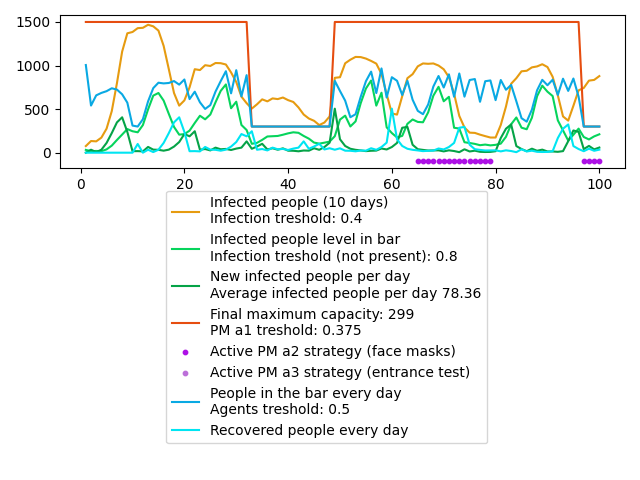 1500
1000
500
0
0 20 40 60 80 100
Infected people (10 days)
Infection treshold: 0.4
Infected people level in bar
Infection treshold (not present): 0.8
New infected people per day
Average infected people per day 78.36
Final maximum capacity: 299
PM a1 treshold: 0.375
Active PM a2 strategy (face masks)
Active PM a3 strategy (entrance test)
People in the bar every day
Agents treshold: 0.5
Recovered people every day